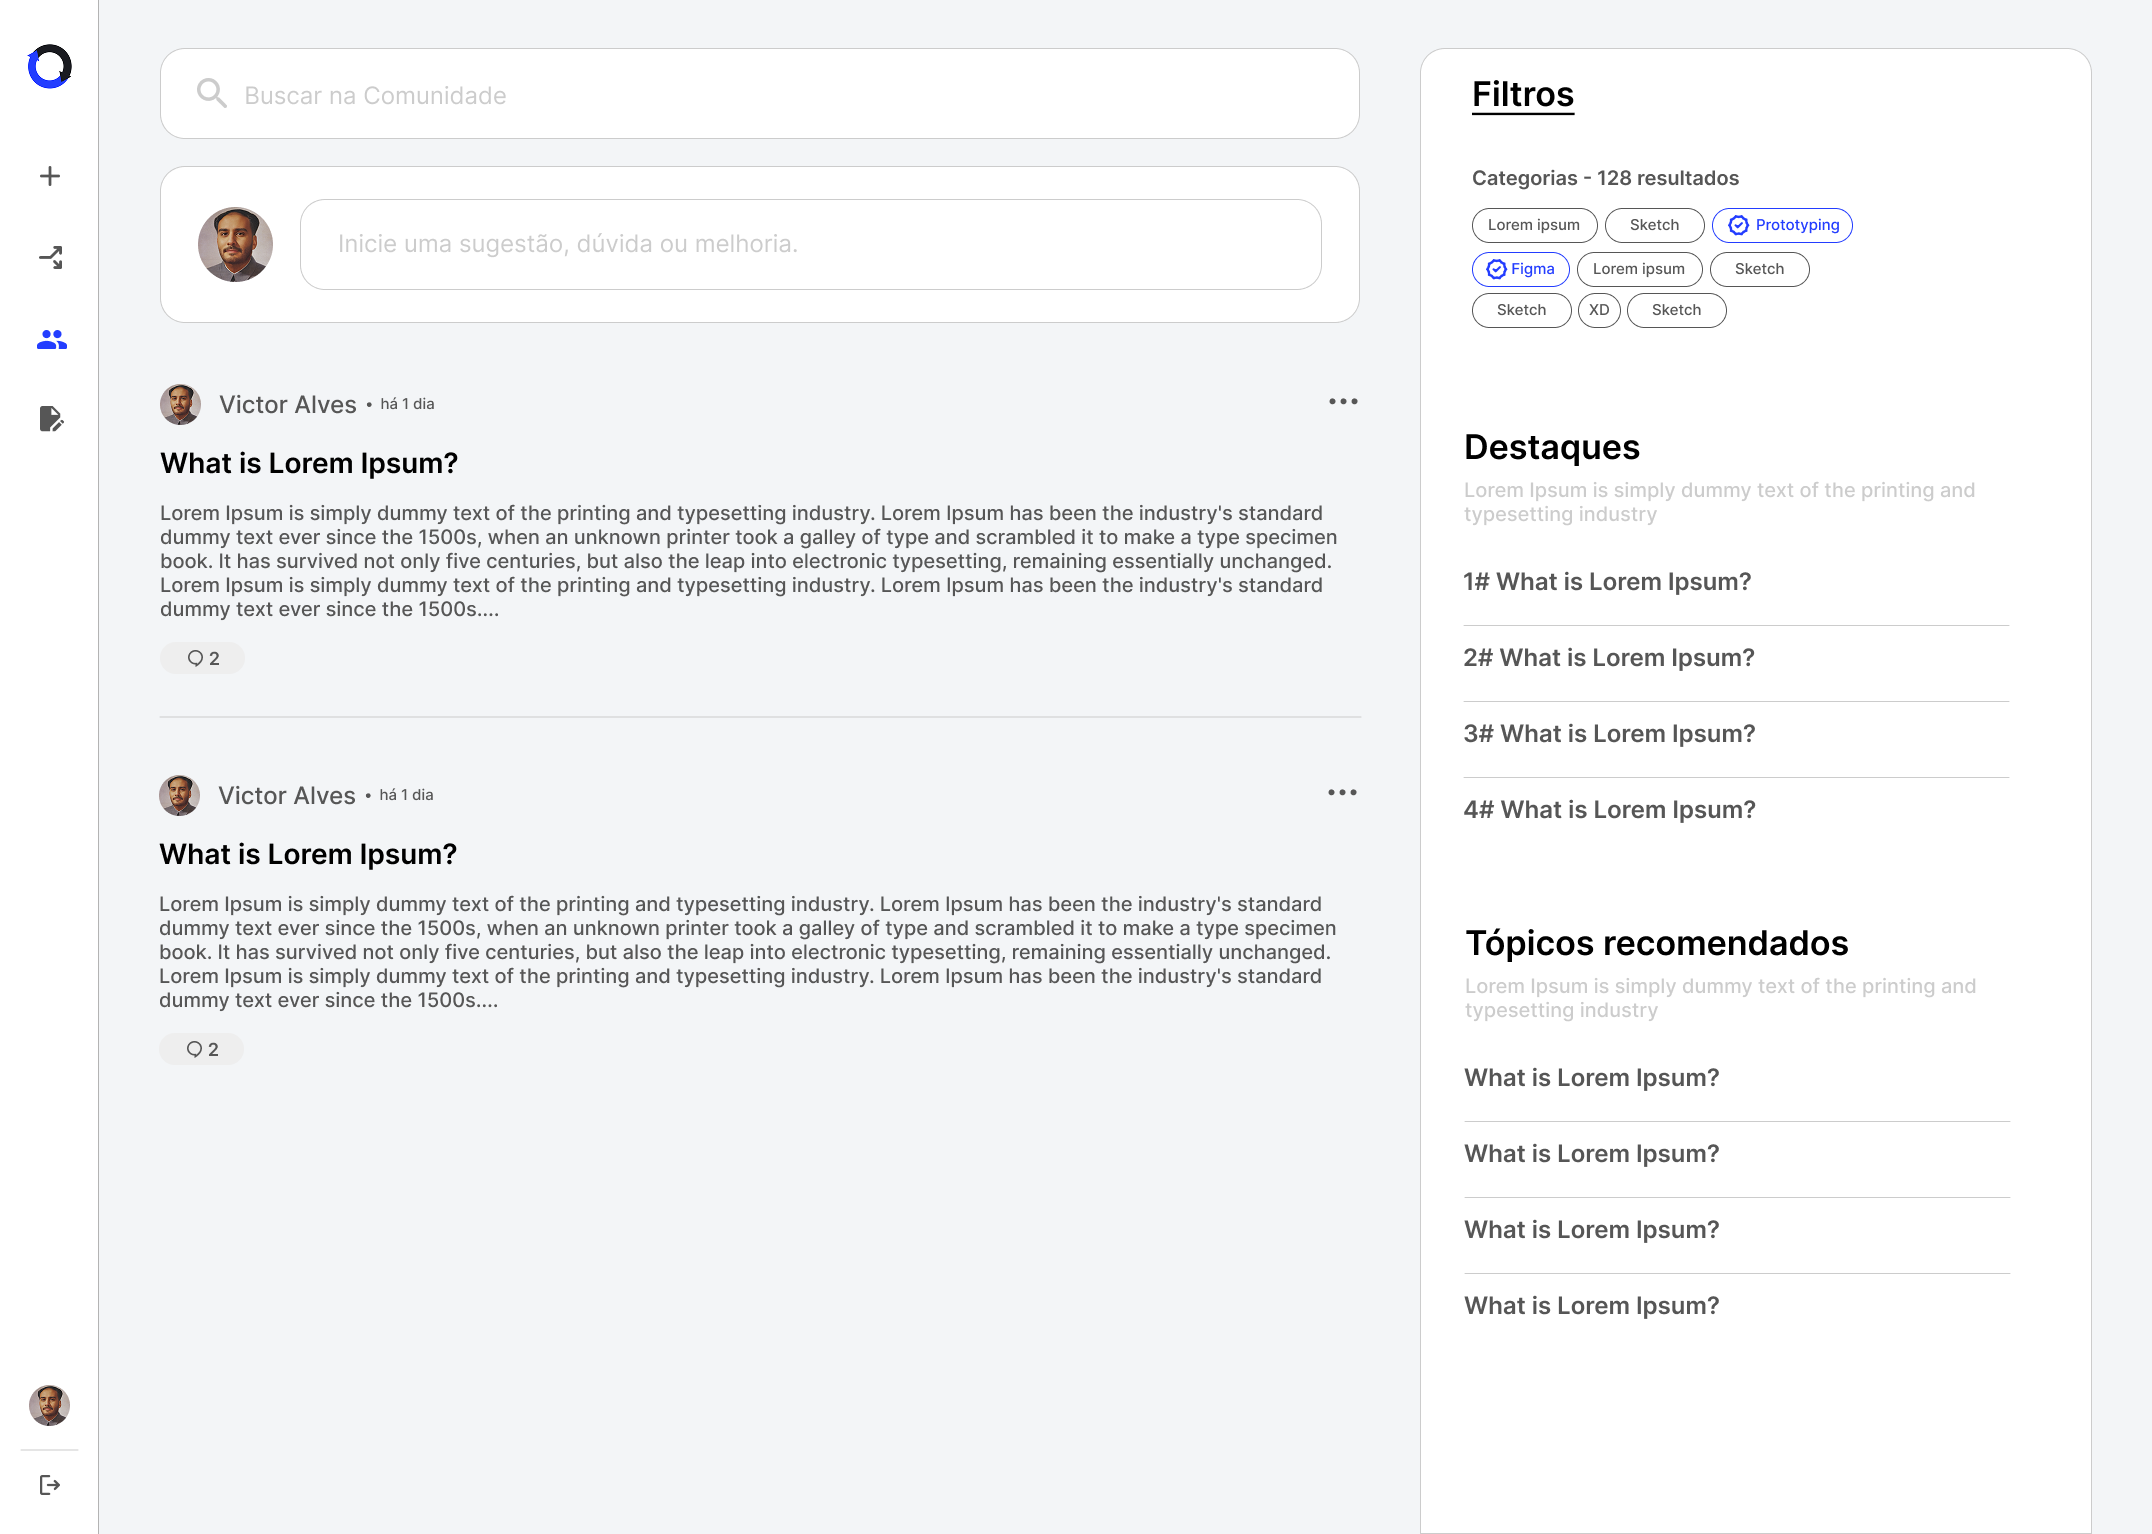 Buscar na Comunidade
Inicie uma sugestão, dúvida ou melhoria.
Victor Alves • há 1 dia
What is Lorem Ipsum?
Lorem Ipsum is simply dummy text of the printing and typesetting industry. Lorem Ipsum has been the industry's standard
dummy text ever since the 1500s, when an unknown printer took a galley of type and scrambled it to make a type specimen
book. It has survived not only five centuries, but also the leap into electronic typesetting, remaining essentially unchanged.
Lorem Ipsum is simply dummy text of the printing and typesetting industry. Lorem Ipsum has been the industry's standard
dummy text ever since the 1500s....
2
Victor Alves • há 1 dia
What is Lorem Ipsum?
Lorem Ipsum is simply dummy text of the printing and typesetting industry. Lorem Ipsum has been the industry's standard
dummy text ever since the 1500s, when an unknown printer took a galley of type and scrambled it to make a type specimen
book. It has survived not only five centuries, but also the leap into electronic typesetting, remaining essentially unchanged.
Lorem Ipsum is simply dummy text of the printing and typesetting industry. Lorem Ipsum has been the industry's standard
dummy text ever since the 1500s....
2
Filtros
Categorias - 128 resultados
Lorem ipsum Sketch Prototyping
Figma Lorem ipsum Sketch
Sketch XD Sketch
Destaques
Lorem Ipsum is simply dummy text of the printing and
typesetting industry
1# What is Lorem Ipsum?
2# What is Lorem Ipsum?
3# What is Lorem Ipsum?
4# What is Lorem Ipsum?
Tópicos recomendados
Lorem Ipsum is simply dummy text of the printing and
typesetting industry
What is Lorem Ipsum?
What is Lorem Ipsum?
What is Lorem Ipsum?
What is Lorem Ipsum?